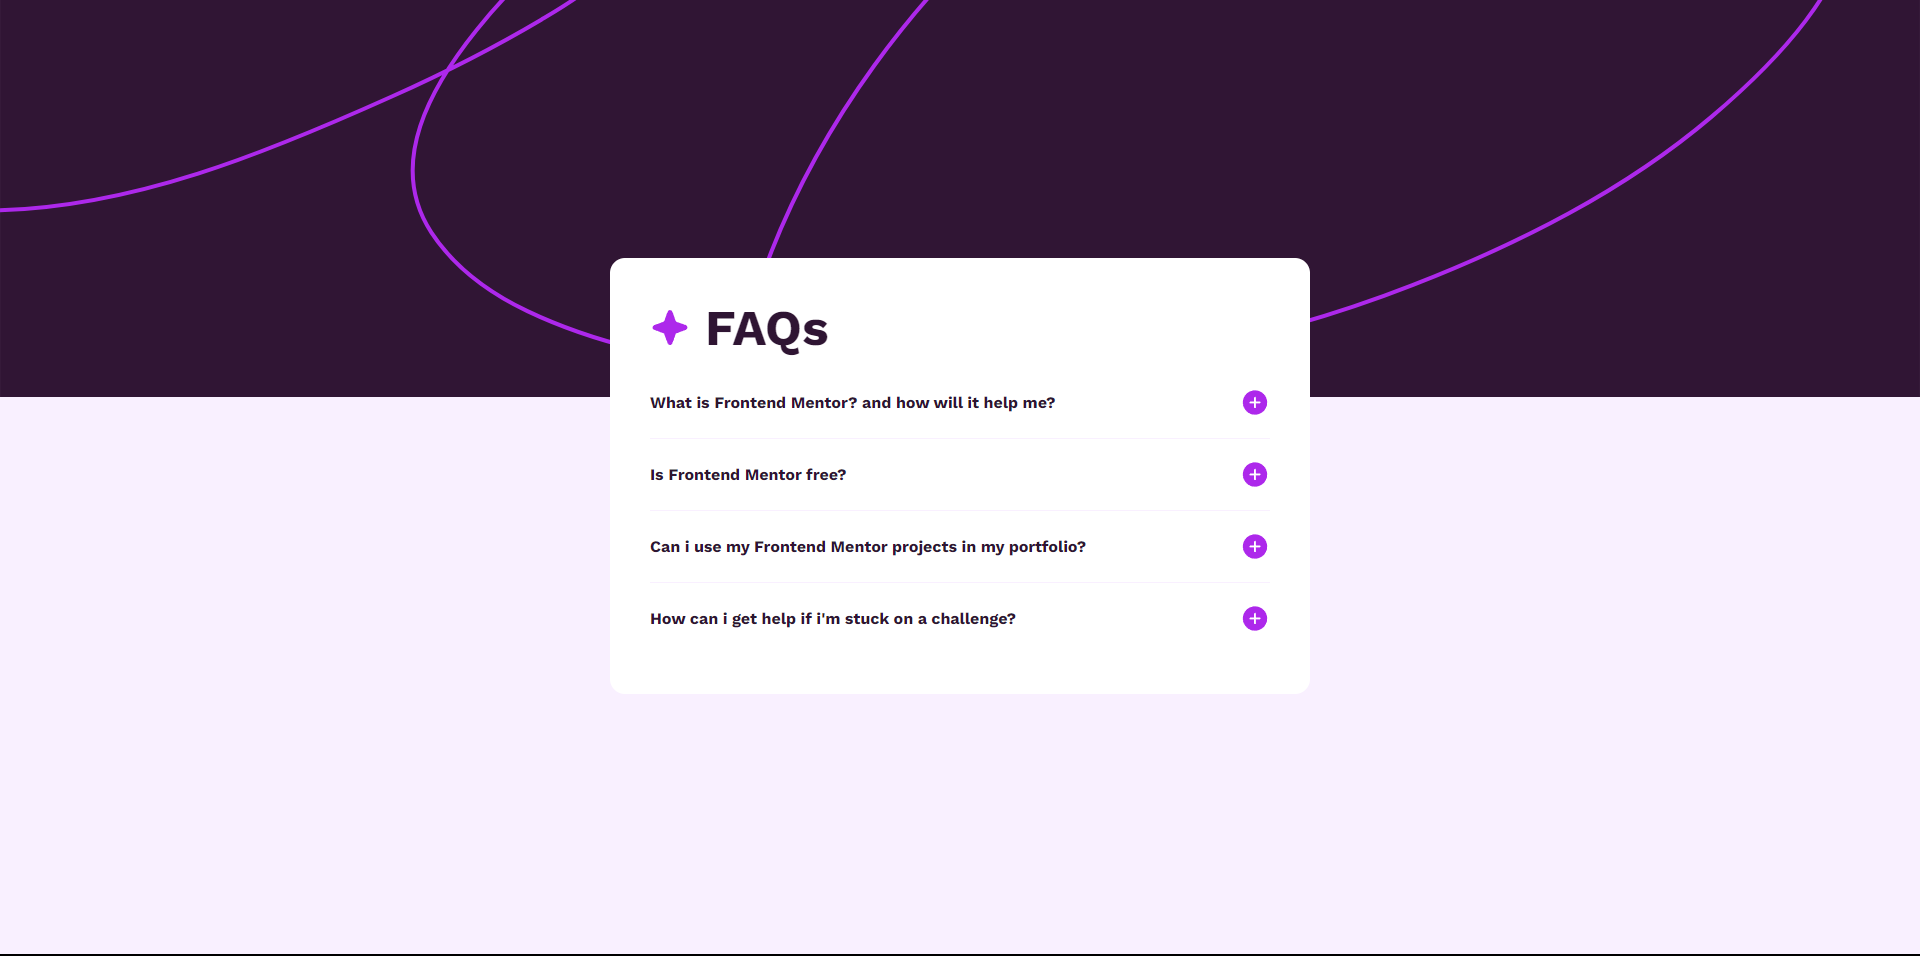 FAQs
What is Frontend Mentor? and how will it help me?
Is Frontend Mentor free?
Can i use my Frontend Mentor projects in my portfolio?
How can i get help if i'm stuck on a challenge?